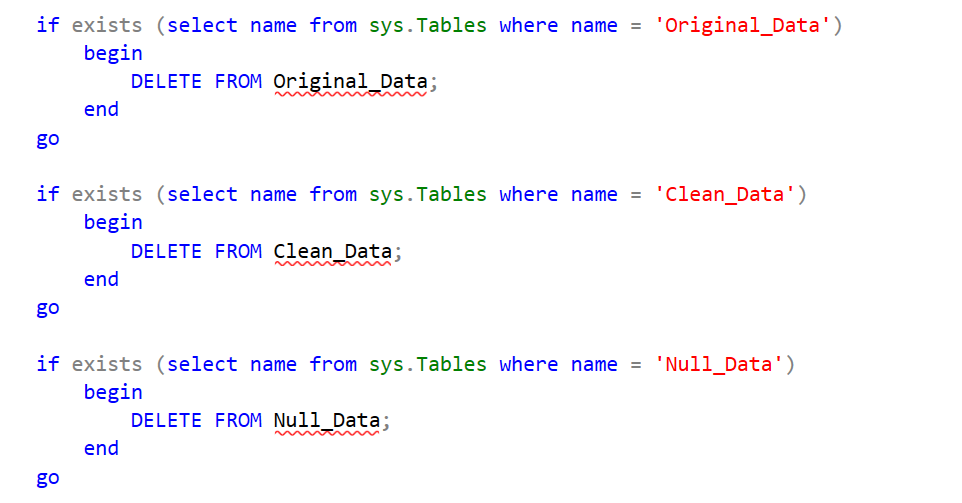 if exists (select name from sys.Tables where name = 'Original_Data')
begin
DELETE FROM Original_Data;
end
go
if exists (select name from sys.Tables where name = 'Clean_Data')
begin
DELETE FROM Clean_Data;
end
go
if exists (select name from sys.Tables where name = 'Null_Data')
begin
DELETE FROM Null_Data;
end
go